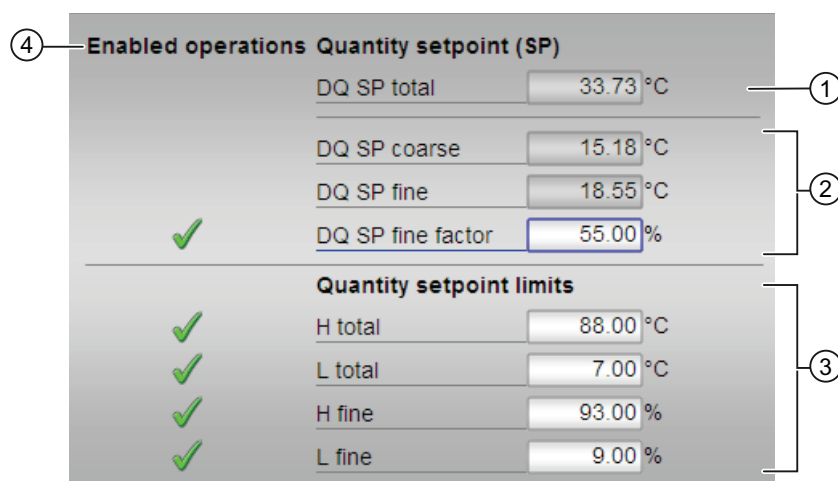 ④ Enabled operations Quantity setpoint (SP)
DQ SP total 33.73 °C ①
DQ SP coarse 15.18 °C
DQ SP fine 18.55 °C ②
DQ SP fine factor 55.00 %
Quantity setpoint limits
H total 88.00 °C
L total 7.00 °C ③
H fine 93.00 %
L fine 9.00 %